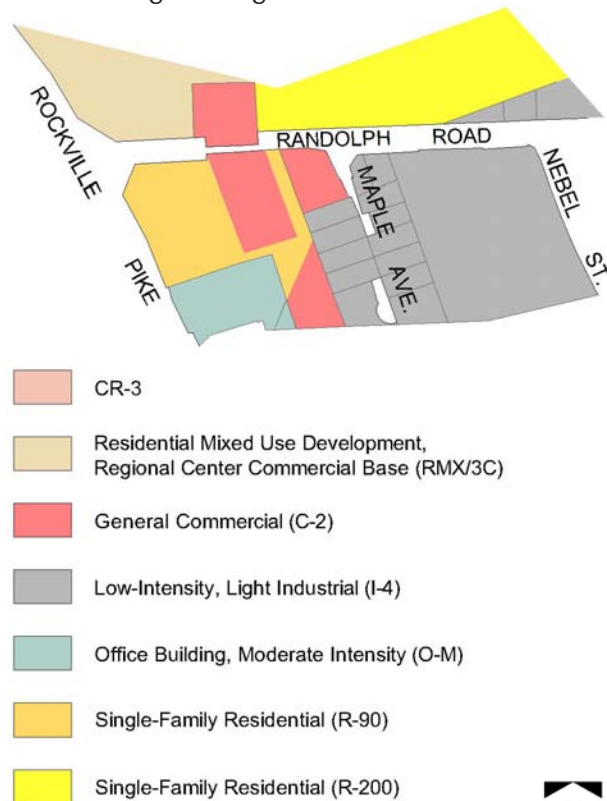 ROCKVILLE
RANDOLPH ROAD
MAPLE
NEBEL
PIKE
AVE.
ST.
CR-3
Residential Mixed Use Development,
Regional Center Commercial Base (RMX/3C)
General Commercial (C-2)
Low-Intensity, Light Industrial (I-4)
Office Building, Moderate Intensity (O-M)
Single-Family Residential (R-90)
Single-Family Residential (R-200)